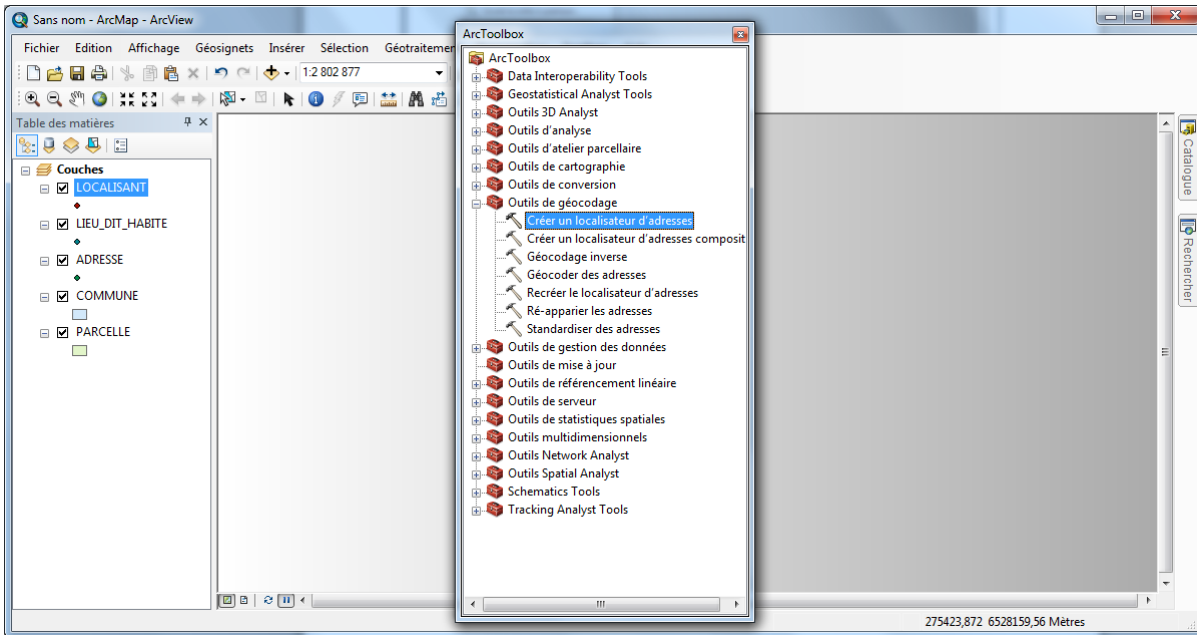 Sans nom - ArcMap - ArcView
Fichier Edition Affichage Géosignets Insérer Sélection Géotraitemen
1:2 802 877
Table des matières
Couches
LOCALISANT
LIEU_DIT_HABITE
ADRESSE
COMMUNE
PARCELLE
ArcToolbox
ArcToolbox
Data Interoperability Tools
Geostatistical Analyst Tools
Outils 3D Analyst
Outils d'analyse
Outils d'atelier parcellaire
Outils de cartographie
Outils de conversion
Outils de géocodage
Créer un localisateur d'adresses
Créer un localisateur d'adresses composit
Géocodage inverse
Géocoder des adresses
Recréer le localisateur d'adresses
Ré-apparier les adresses
Standardiser des adresses
Outils de gestion des données
Outils de mise à jour
Outils de référencement linéaire
Outils de serveur
Outils de statistiques spatiales
Outils multidimensionnels
Outils Network Analyst
Outils Spatial Analyst
Schematics Tools
Tracking Analyst Tools
Catalogue
Rechercher
275423,872 6528159,56 Mètres